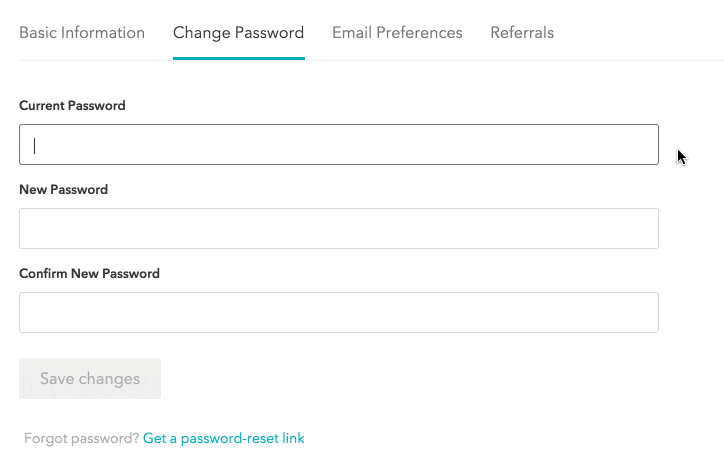 Basic Information Change Password Email Preferences Referrals
Current Password
New Password
Confirm New Password
Save changes
Forgot password? Get a password-reset link